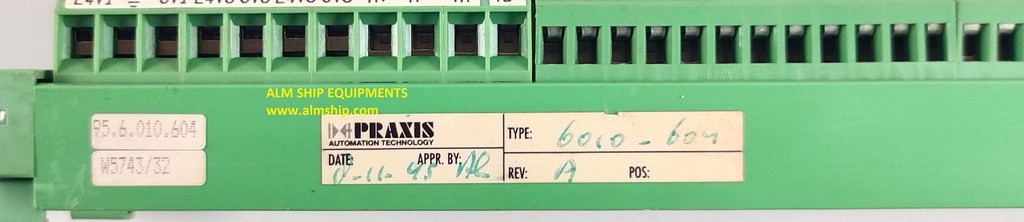 ALM SHIP EQUIPMENTS
www.almship.com
95.6.010.604
W5743/32
PRAXIS
AUTOMATION TECHNOLOGY
DATE: APPR. BY:
TYPE: 6010-604
REV: A POS: